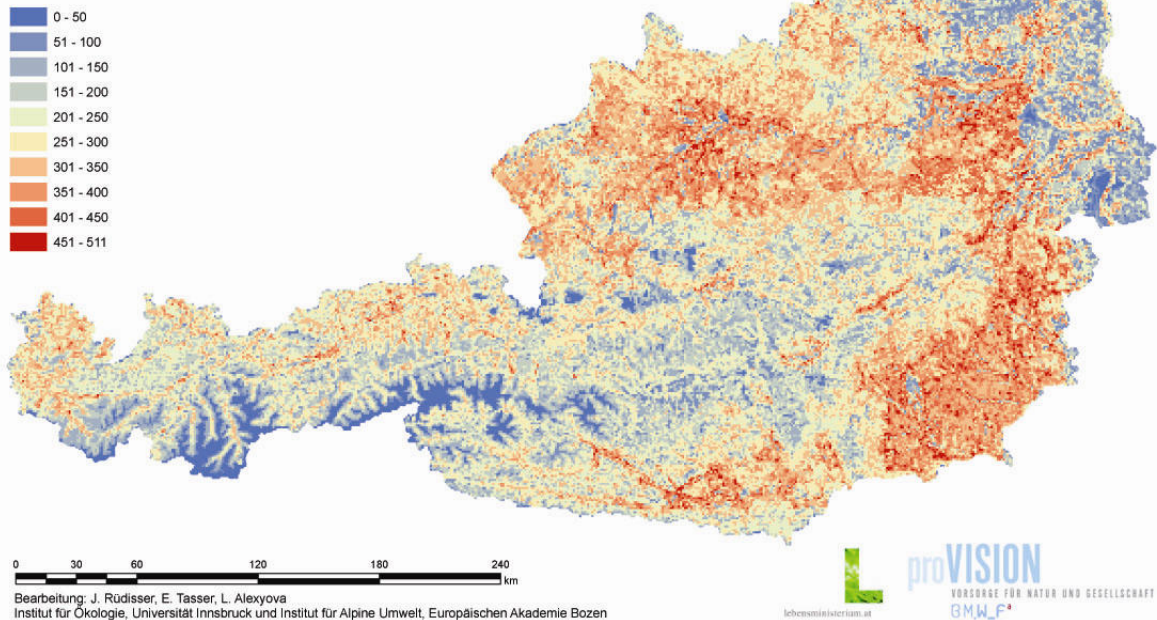 0 - 50
51 - 100
101 - 150
151 - 200
201 - 250
251 - 300
301 - 350
351 - 400
401 - 450
451 - 511
0 30 60 120 180 240
km
Bearbeitung: J. Rüdisser, E. Tasser, L. Alexyova
Institut für Ökologie, Universität Innsbruck und Institut für Alpine Umwelt, Europäischen Akademie Bozen
L
lebensministerium.at
proVISION
VORSORGE FÜR NATUR UND GESELLSCHAFT
BM.W_Fª